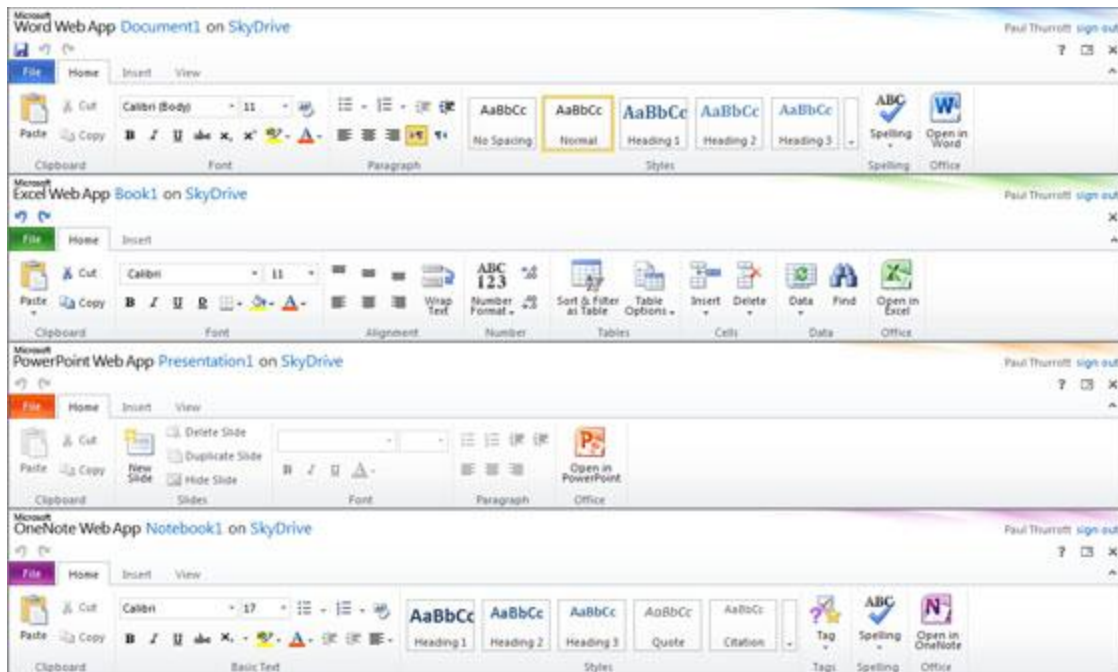 Microsoft
Word Web App Document1 on SkyDrive
Paul Thurrott sign out
File Home Insert View
Cut AaBbCc AaBbCc AaBbCc AaBbCc AaBbCc ABC
Calibri (Body) 11
Paste Copy B I U abc x, x² A No Spacing Normal Heading 1 Heading 2 Heading 3 Spelling Open in Word
Clipboard Font Paragraph Styles Spelling Office
Microsoft
Excel Web App Book1 on SkyDrive
Paul Thurrott sign out
File Home Insert
Cut Calibri 11 ABC 123
Paste Copy B I U D A Wrap Text Number Format Sort & Filter as Table Table Options Insert Delete Data Find Open in Excel
Clipboard Font Alignment Number Tables Cells Data Office
Microsoft
PowerPoint Web App Presentation1 on SkyDrive
Paul Thurrott sign out
File Home Insert View
Cut Delete Slide
Duplicate Slide
Paste Copy New Slide Hide Slide B I U A Open in PowerPoint
Clipboard Slides Font Paragraph Office
Microsoft
OneNote Web App Notebook1 on SkyDrive
Paul Thurrott sign out
File Home Insert View
Cut Calibri 17 AaBbCc AaBbCc AaBbCc AaBbCc AaBbCc ABC
Paste Copy B I U abc x, A Heading 1 Heading 2 Heading 3 Quote Citation Tag Spelling Open in OneNote
Clipboard Basic Text Styles Tags Spelling Office